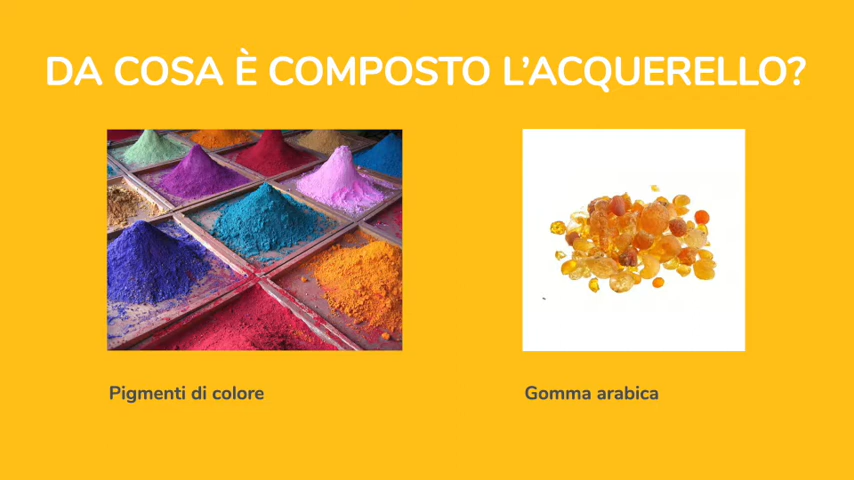 DA COSA È COMPOSTO L’ACQUERELLO?
Pigmenti di colore
Gomma arabica